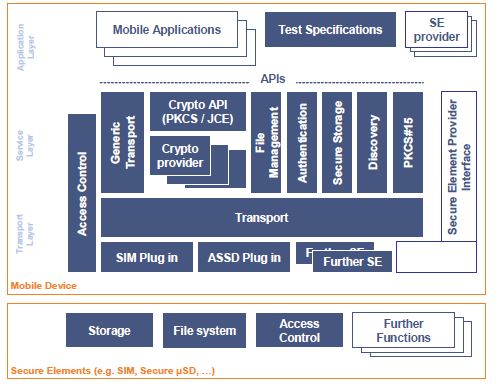 Application
Layer
Mobile Applications
Test Specifications
SE
provider
APIs
Service
Layer
Access Control
Generic
Transport
Crypto API
(PKCS / JCE)
Crypto
provider
File
Management
Authentication
Secure Storage
Discovery
PKCS#15
Secure Element Provider
Interface
Transport
Layer
Transport
SIM Plug in
ASSD Plug in
Further SE
Further SE
Mobile Device
Storage
File system
Access
Control
Further
Functions
Secure Elements (e.g. SIM, Secure µSD, …)